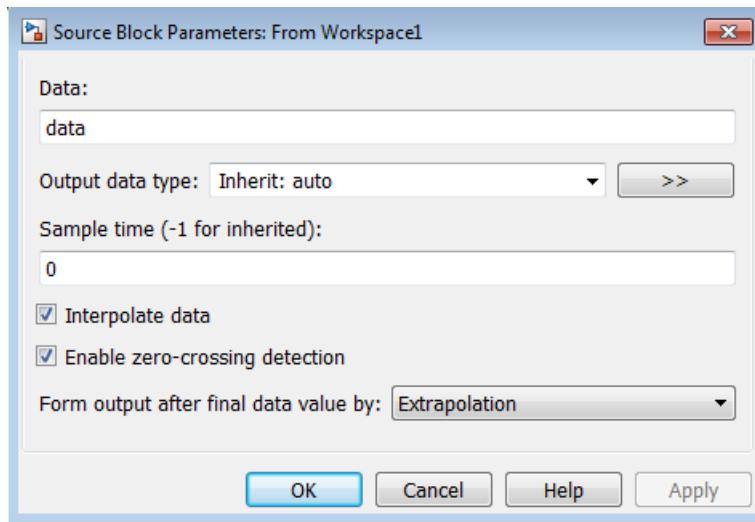 Source Block Parameters: From Workspace1
Data:
data
Output data type: Inherit: auto >>
Sample time (-1 for inherited):
0
Interpolate data
Enable zero-crossing detection
Form output after final data value by: Extrapolation
OK Cancel Help Apply